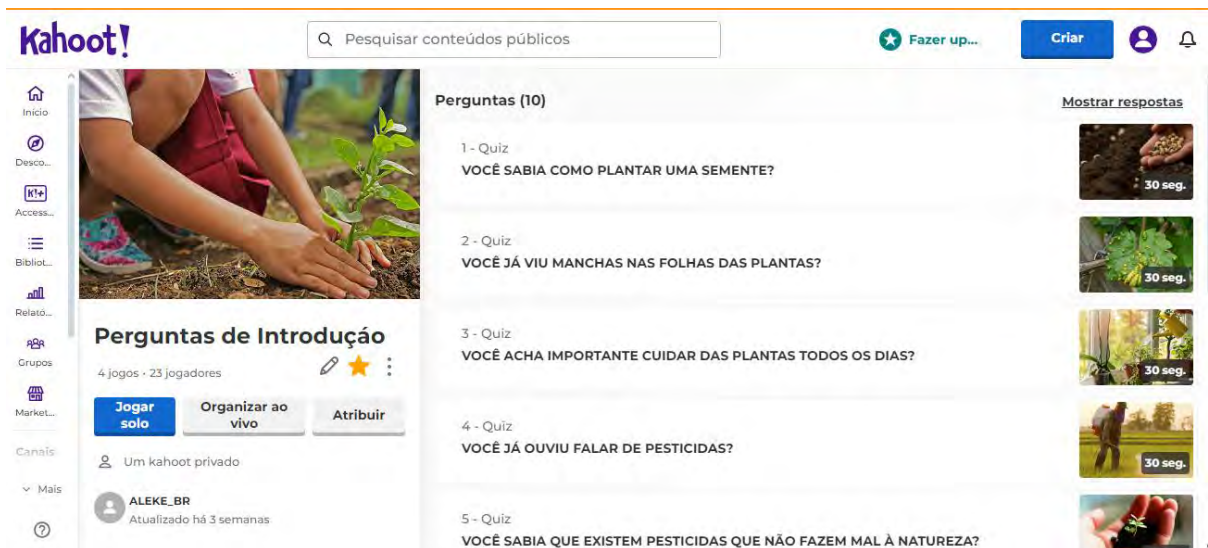 Kahoot!
Pesquisar conteúdos públicos
Fazer up...
Criar
Início
Desco...
K!+
Access...
Bibliot...
Relató...
Grupos
Market...
Canais
Mais
Perguntas de Introdução
4 jogos · 23 jogadores
Jogar
solo
Organizar ao
vivo
Atribuir
Um kahoot privado
ALEKE_BR
Atualizado há 3 semanas
Perguntas (10)
Mostrar respostas
1 - Quiz
VOCÊ SABIA COMO PLANTAR UMA SEMENTE?
30 seg.
2 - Quiz
VOCÊ JÁ VIU MANCHAS NAS FOLHAS DAS PLANTAS?
30 seg.
3 - Quiz
VOCÊ ACHA IMPORTANTE CUIDAR DAS PLANTAS TODOS OS DIAS?
30 seg.
4 - Quiz
VOCÊ JÁ OUVIU FALAR DE PESTICIDAS?
30 seg.
5 - Quiz
VOCÊ SABIA QUE EXISTEM PESTICIDAS QUE NÃO FAZEM MAL À NATUREZA?